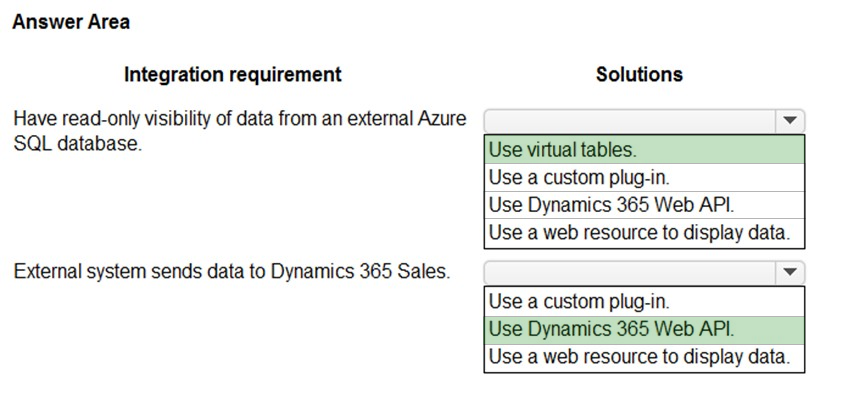 Answer Area
Integration requirement Solutions
Have read-only visibility of data from an external Azure
SQL database.
Use virtual tables.
Use a custom plug-in.
Use Dynamics 365 Web API.
Use a web resource to display data.
External system sends data to Dynamics 365 Sales.
Use a custom plug-in.
Use Dynamics 365 Web API.
Use a web resource to display data.